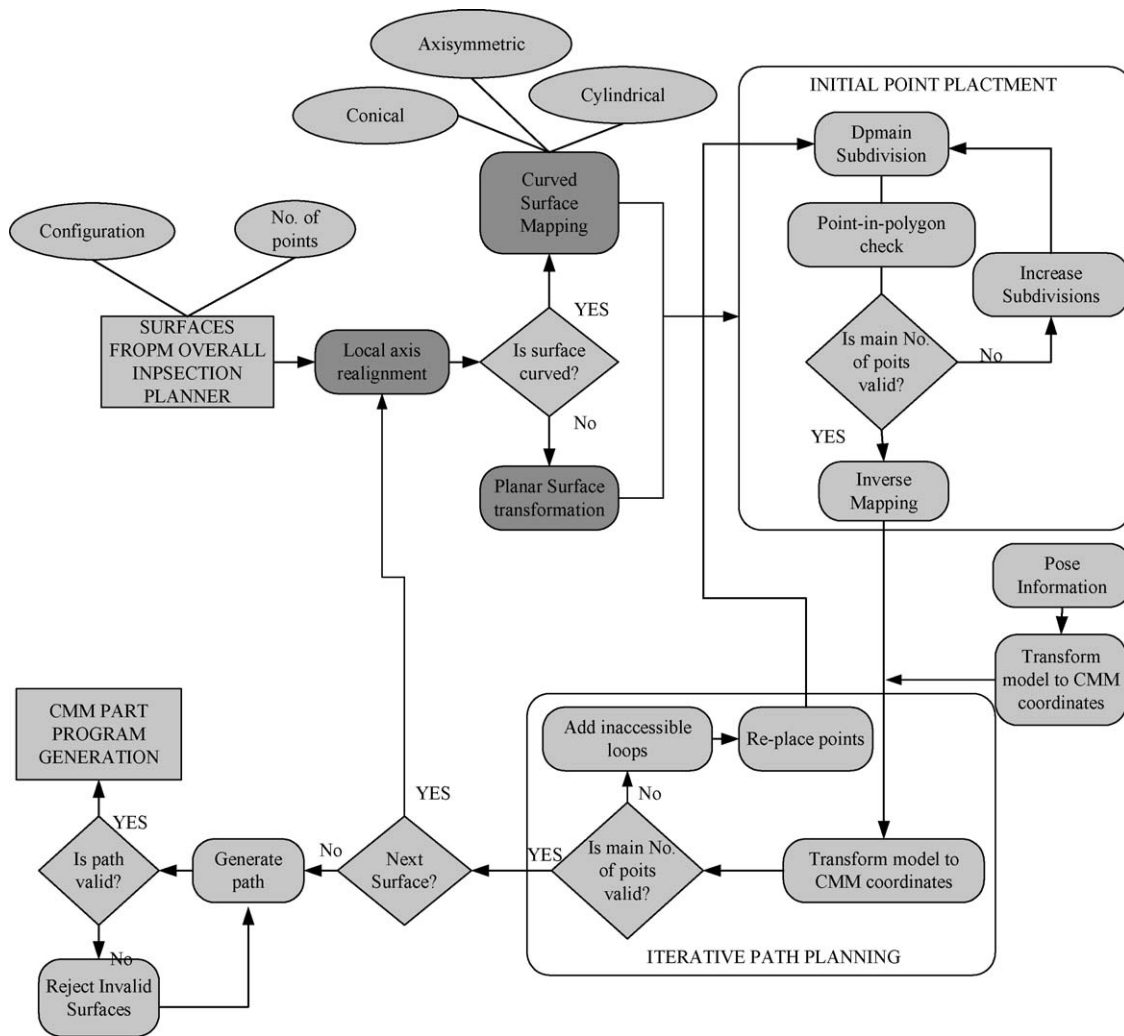 Axisymmetric
Conical
Cylindrical
Configuration
No. of
points
SURFACES
FROPM OVERALL
INPSECTION
PLANNER
Local axis
realignment
Curved
Surface
Mapping
YES
Is surface
curved?
No
Planar Surface
transformation
INITIAL POINT PLACTMENT
Dpmain
Subdivision
Point-in-polygon
check
Increase
Subdivisions
Is main No.
of poits
valid?
No
YES
Inverse
Mapping
Pose
Information
Transform
model to CMM
coordinates
Add inaccessible
loops
Re-place points
No
Is main No.
of poits
valid?
YES
Transform model to
CMM coordinates
ITERATIVE PATH PLANNING
YES
Next
Surface?
No
Generate
path
CMM PART
PROGRAM
GENERATION
YES
Is path
valid?
No
Reject Invalid
Surfaces